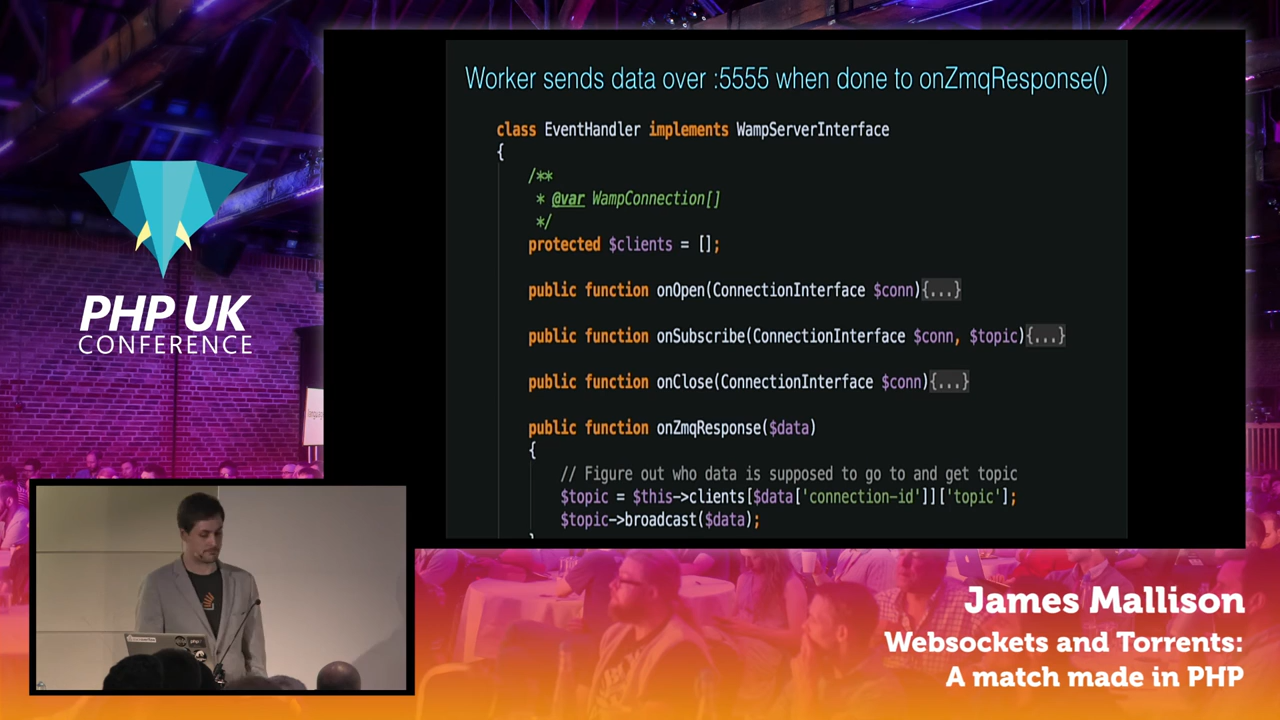 Worker sends data over :5555 when done to onZmqResponse()
class EventHandler implements WampServerInterface
{
/**
* @var WampConnection[]
*/
protected $clients = [];
public function onOpen(ConnectionInterface $conn){...}
public function onSubscribe(ConnectionInterface $conn, $topic){...}
public function onClose(ConnectionInterface $conn){...}
public function onZmqResponse($data)
{
// Figure out who data is supposed to go to and get topic
$topic = $this->clients[$data['connection-id']]['topic'];
$topic->broadcast($data);
PHP UK
CONFERENCE
James Mallison
Websockets and Torrents:
A match made in PHP